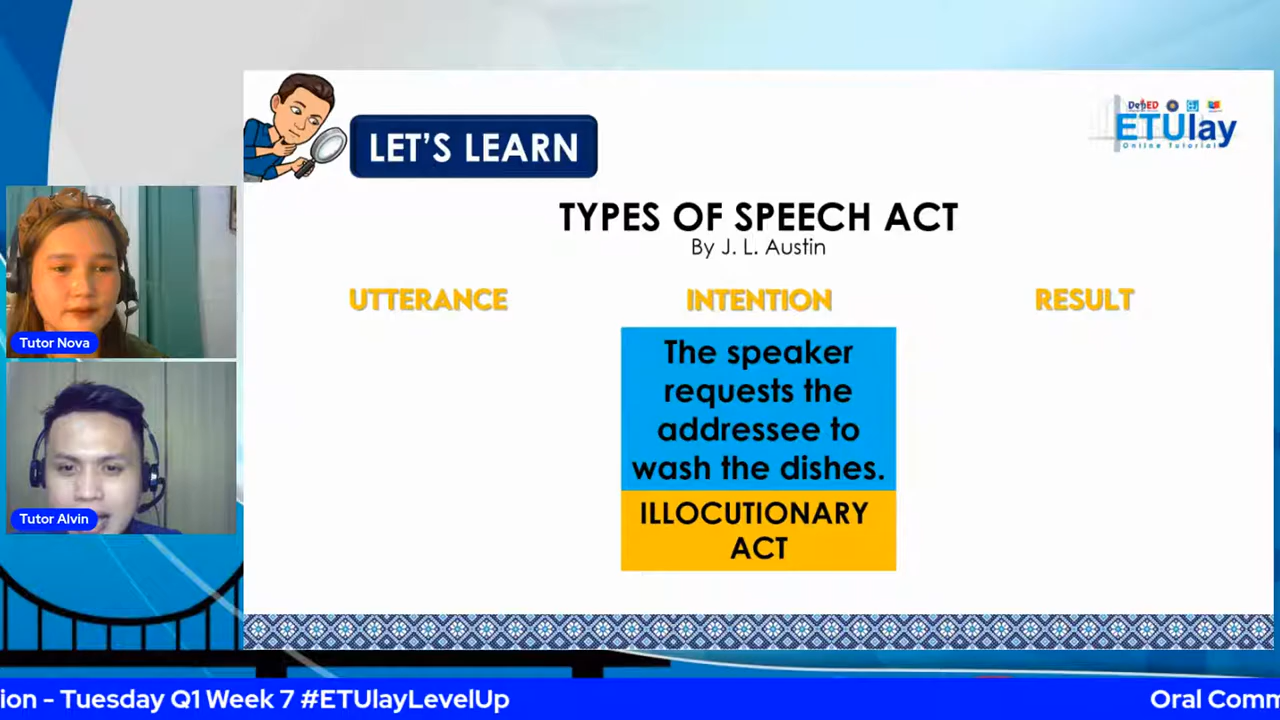 LET'S LEARN
DepED
ETUlay
Online Tutorial
TYPES OF SPEECH ACT
By J. L. Austin
UTTERANCE
INTENTION
RESULT
The speaker
requests the
addressee to
wash the dishes.
ILLOCUTIONARY
ACT
Tutor Nova
Tutor Alvin
ion - Tuesday Q1 Week 7 #ETUlayLevelUp
Oral Comm